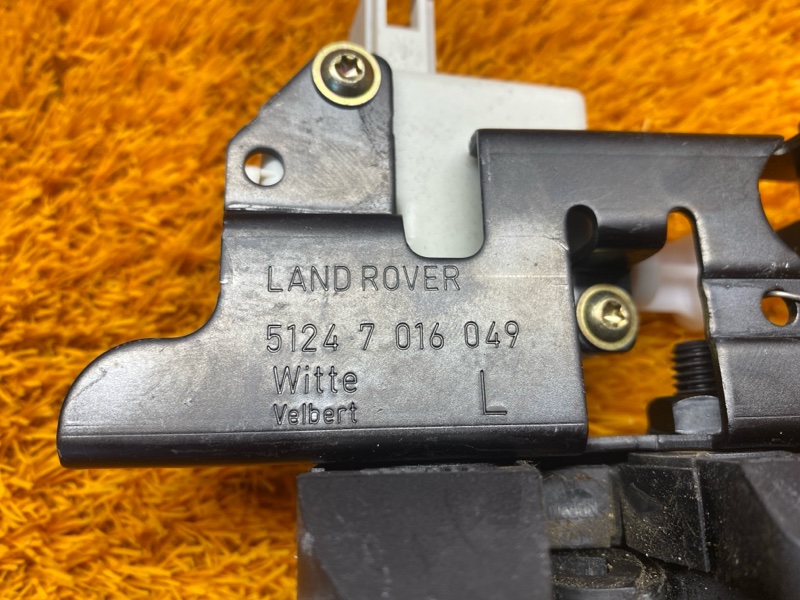 LAND ROVER
5124 7 016 049
Witte L
Velbert